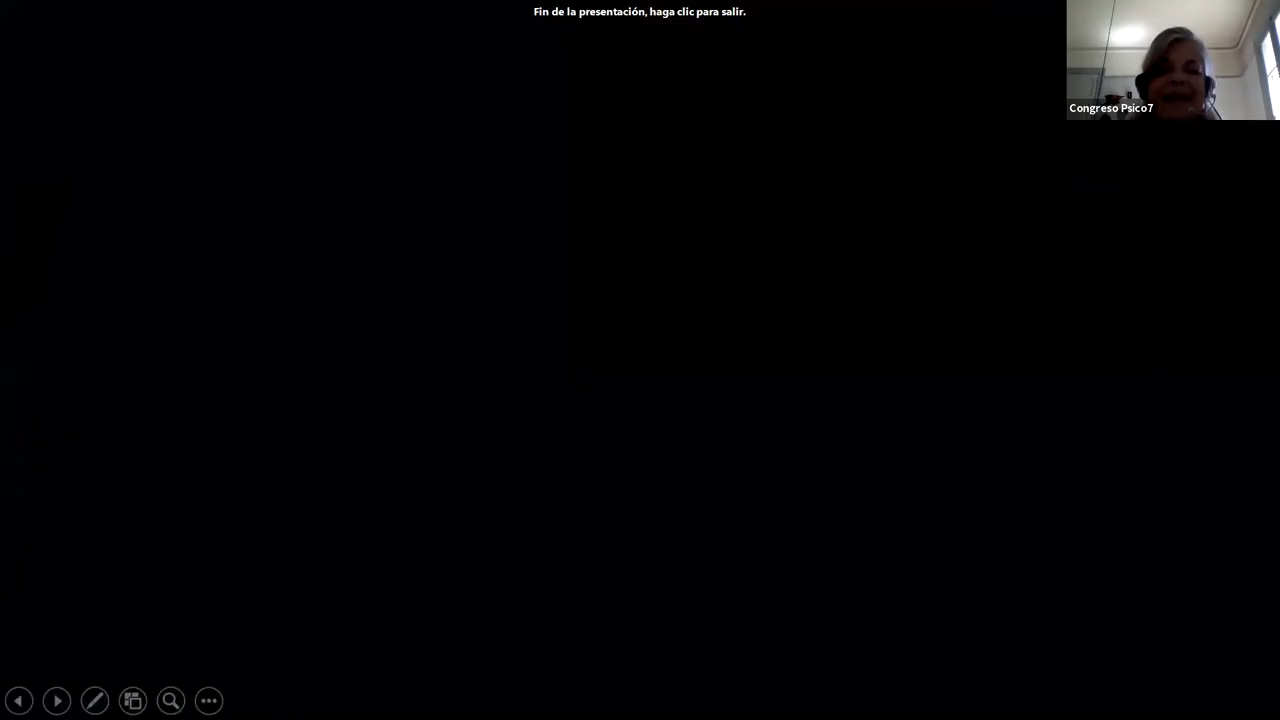 Fin de la presentación, haga clic para salir.
Congreso Psico7